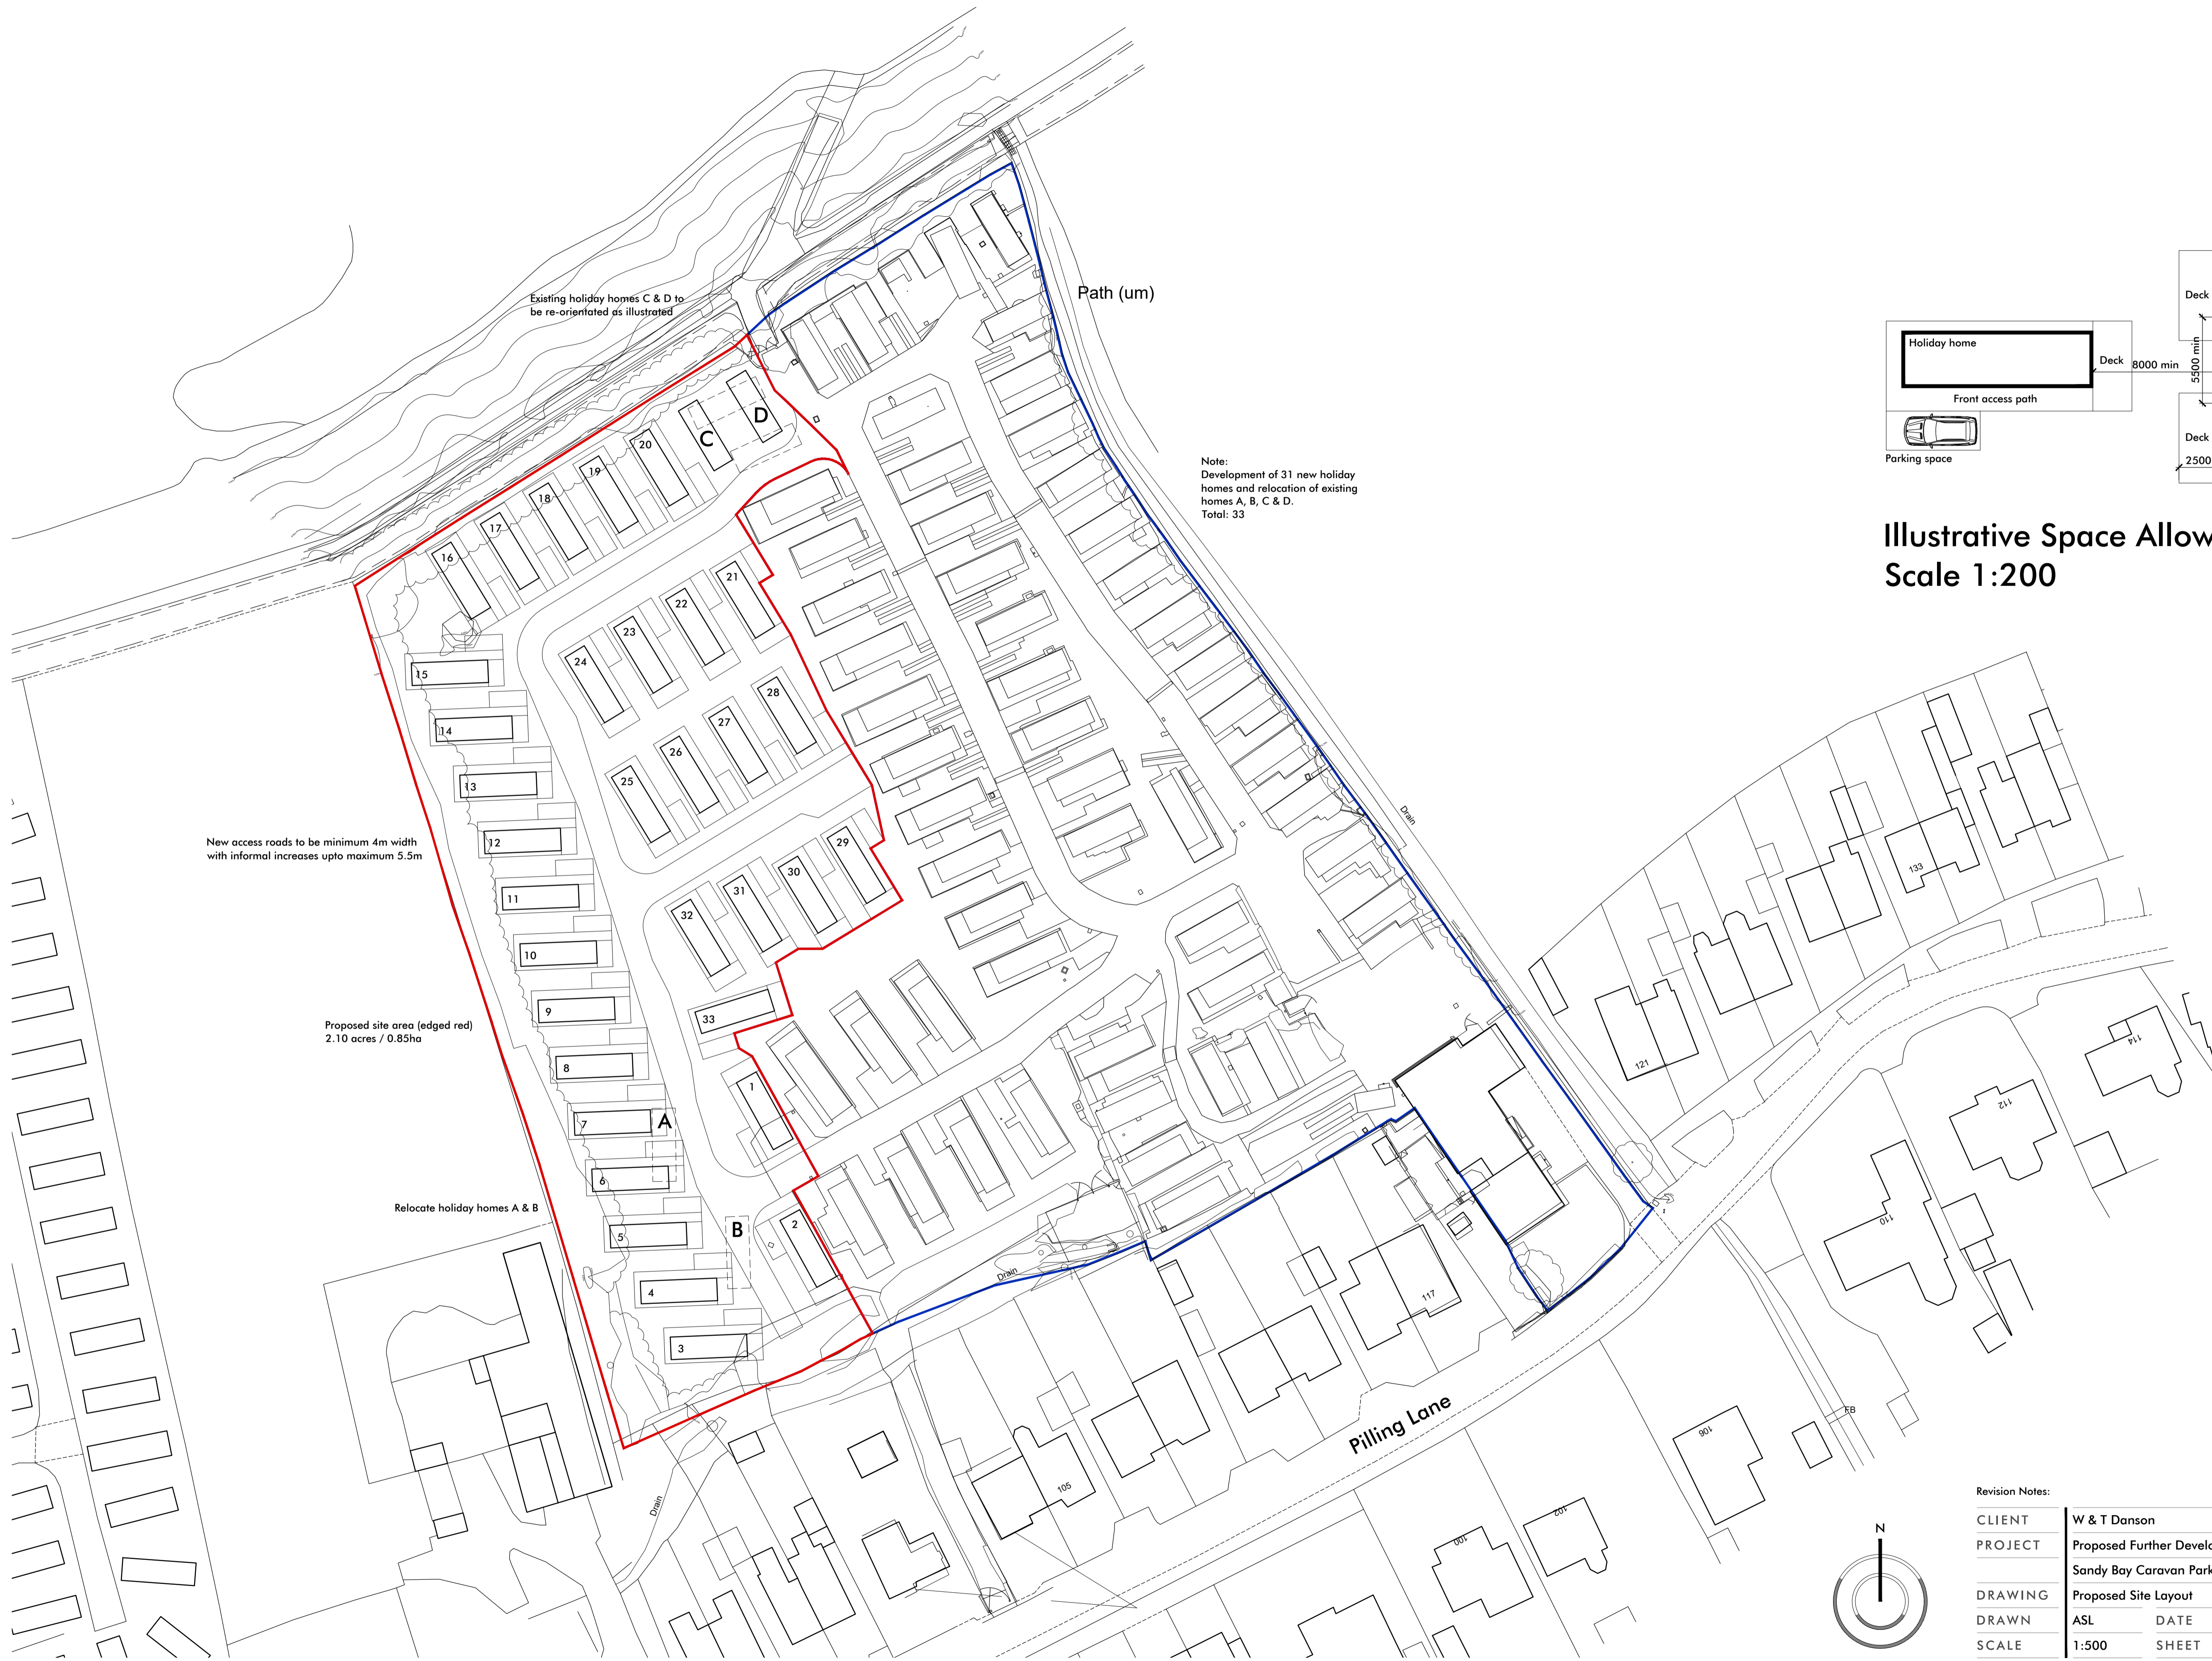 Existing holiday homes C & D to
be re-orientated as illustrated
Path (um)
Note:
Development of 31 new holiday
homes and relocation of existing
homes A, B, C & D.
Total: 33
Holiday home
Deck
8000 min
Front access path
Parking space
Deck
5500 min
Deck
2500
Illustrative Space Allow
Scale 1:200
D
C
20
19
18
17
16
15
14
13
12
11
10
9
8
7
6
5
4
3
21
22
23
24
28
27
26
25
29
30
31
32
33
1
2
A
B
New access roads to be minimum 4m width
with informal increases upto maximum 5.5m
Proposed site area (edged red)
2.10 acres / 0.85ha
Relocate holiday homes A & B
Drain
Drain
Drain
133
121
114
112
110
117
105
106
102
100
FB
Pilling Lane
N
Revision Notes:
CLIENT W & T Danson
PROJECT Proposed Further Develo
Sandy Bay Caravan Park
DRAWING Proposed Site Layout
DRAWN ASL DATE
SCALE 1:500 SHEET